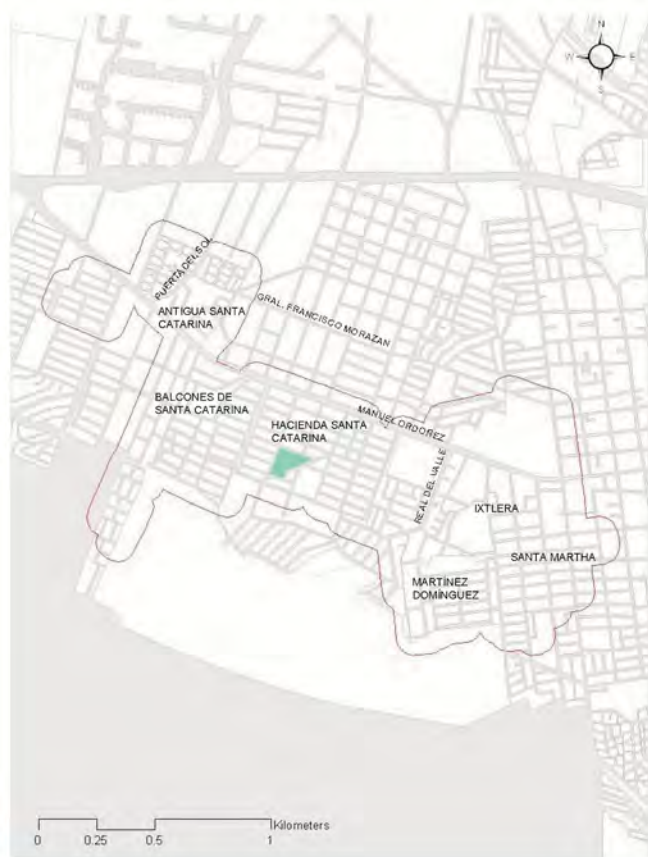 N
W E
S
PUERTA DEL SOL
ANTIGUA SANTA
CATARINA
GRAL. FRANCISCO MORAZAN
BALCONES DE
SANTA CATARINA
HACIENDA SANTA
CATARINA
MANUEL ORDOÑEZ
REAL DEL VALLE
IXTLERA
SANTA MARTHA
MARTÍNEZ
DOMÍNGUEZ
Kilometers
0 0.25 0.5 1